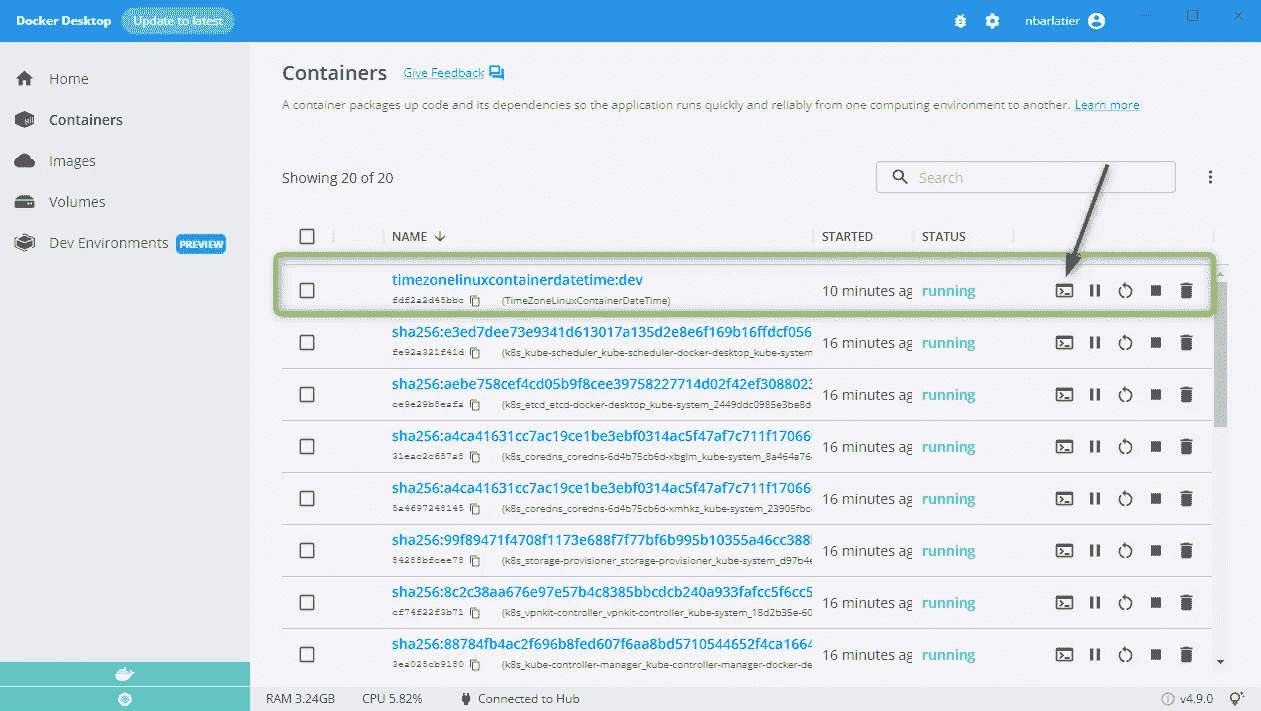 Docker Desktop Update to latest nbarlatier
Home
Containers
Images
Volumes
Dev Environments PREVIEW
Containers Give Feedback
A container packages up code and its dependencies so the application runs quickly and reliably from one computing environment to another. Learn more
Showing 20 of 20 Search
NAME STARTED STATUS
timezonelinuxcontainerdatetime:dev
fdf2a2d45bbc (TimeZoneLinuxContainerDateTime) 10 minutes ag running
sha256:e3ed7dee73e9341d613017a135d2e8e6f169b16ffdcf056
fe92a321f41d (k8s_kube-scheduler_kube-scheduler-docker-desktop_kube-system 16 minutes ag running
sha256:aebe758cef4cd05b9f8cee39758227714d02f42ef3088023
ce9e29b8eafa (k8s_etcd_etcd-docker-desktop_kube-system_2449ddc0985e3be8d 16 minutes ag running
sha256:a4ca41631cc7ac19ce1be3ebf0314ac5f47af7c711f17066
31eac2c657a8 (k8s_coredns_coredns-6d4b75cb6d-xbglm_kube-system_8a464a76- 16 minutes ag running
sha256:a4ca41631cc7ac19ce1be3ebf0314ac5f47af7c711f17066
5a4697248145 (k8s_coredns_coredns-6d4b75cb6d-xmhkz_kube-system_23905fbc- 16 minutes ag running
sha256:99f89471f4708f1173e688f7f77bf6b995b10355a46cc388
84288bfcee78 (k8s_storage-provisioner_storage-provisioner_kube-system_d97b4e 16 minutes ag running
sha256:8c2c38aa676e97e57b4c8385bbcdcb240a933fafcc5f6cc5
cf74f22f3b71 (k8s_vpnkit-controller_vpnkit-controller_kube-system_18d2b35e-60 16 minutes ag running
sha256:88784fb4ac2f696b8fed607f6aa8bd5710544652f4ca1664
3ea025cb9180 (k8s_kube-controller-manager_kube-controller-manager-docker-de 16 minutes ag running
RAM 3.24GB CPU 5.82% Connected to Hub v4.9.0